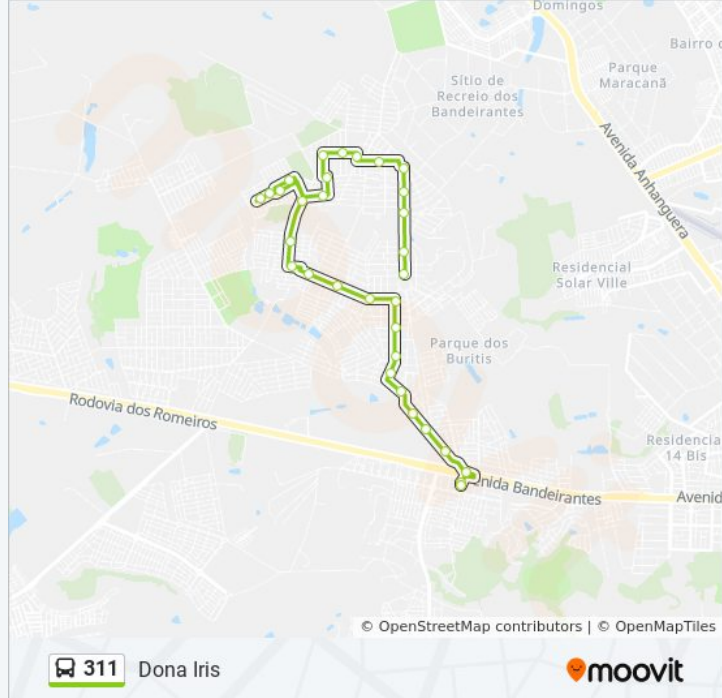 Domingos
Bairro
Parque
Maracanã
Sítio de
Recreio dos
Bandeirantes
Avenida Anhanguera
Residencial
Solar Ville
Parque dos
Buritis
Rodovia dos Romeiros
Residencia
14 Bis
enida Bandeirantes
Avenid
© OpenStreetMap contributors | © OpenMapTiles
311 Dona Iris
moovit